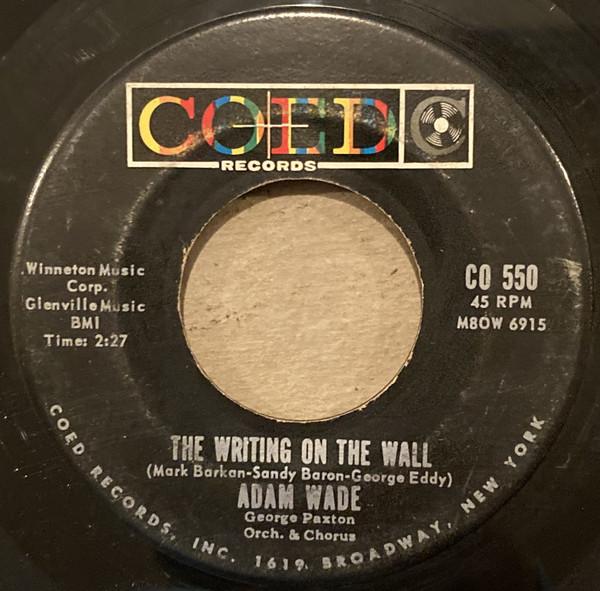 COED C
RECORDS
Winneton Music
Corp.
Glenville Music
BMI
Time: 2:27
CO 550
45 RPM
M8OW 6915
THE WRITING ON THE WALL
(Mark Barkan-Sandy Baron-George Eddy)
ADAM WADE
George Paxton
Orch. & Chorus
COED RECORDS, INC. 1619 BROADWAY, NEW YORK